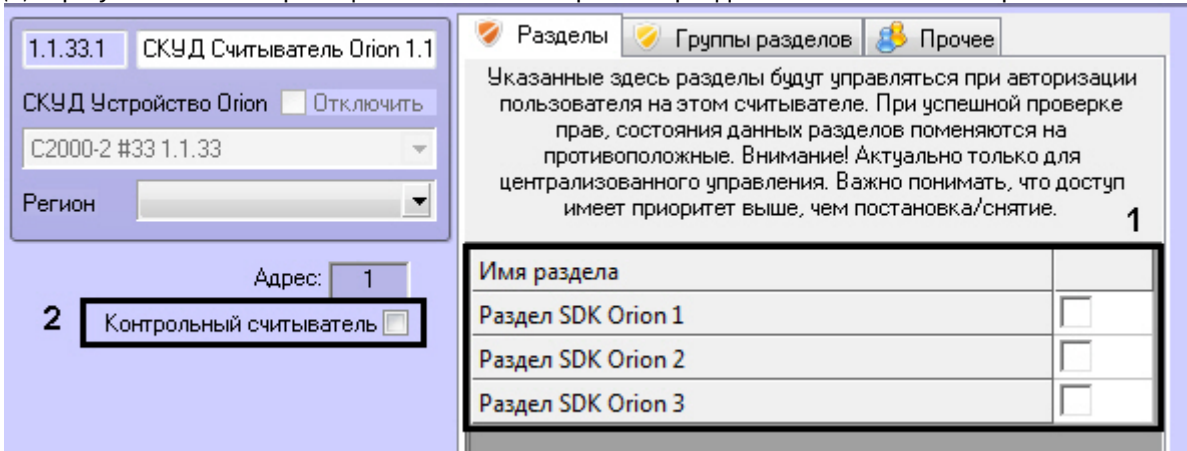 1.1.33.1 СКУД Считыватель Orion 1.1
СКУД Устройство Orion Отключить
С2000-2 #33 1.1.33
Регион
Адрес: 1
2 Контрольный считыватель
Разделы Группы разделов Прочее
Указанные здесь разделы будут управляться при авторизации
пользователя на этом считывателе. При успешной проверке
прав, состояния данных разделов поменяются на
противоположные. Внимание! Актуально только для
централизованного управления. Важно понимать, что доступ
имеет приоритет выше, чем постановка/снятие.
1
Имя раздела
Раздел SDK Orion 1
Раздел SDK Orion 2
Раздел SDK Orion 3